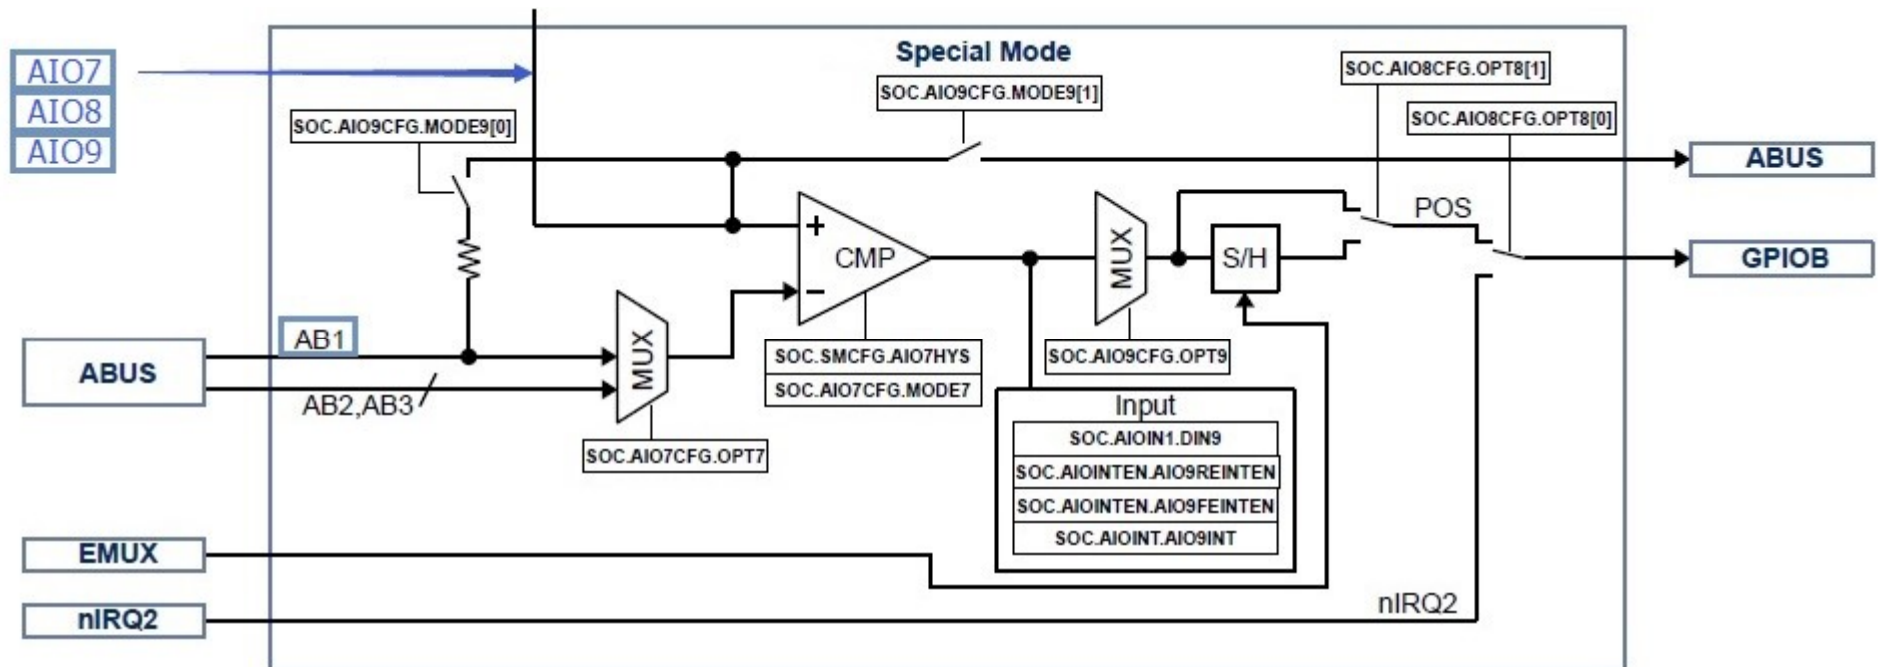 Special Mode
AIO7
AIO8
AIO9
SOC.AIO9CFG.MODE9[0]
SOC.AIO9CFG.MODE9[1]
SOC.AIO8CFG.OPT8[1]
SOC.AIO8CFG.OPT8[0]
ABUS
POS
+
CMP
−
MUX
S/H
GPIOB
AB1
ABUS
AB2,AB3
MUX
SOC.SMCFG.AIO7HYS
SOC.AIO7CFG.MODE7
SOC.AIO9CFG.OPT9
SOC.AIO7CFG.OPT7
Input
SOC.AIOIN1.DIN9
SOC.AIOINTEN.AIO9REINTEN
SOC.AIOINTEN.AIO9FEINTEN
SOC.AIOINT.AIO9INT
EMUX
nIRQ2
nIRQ2